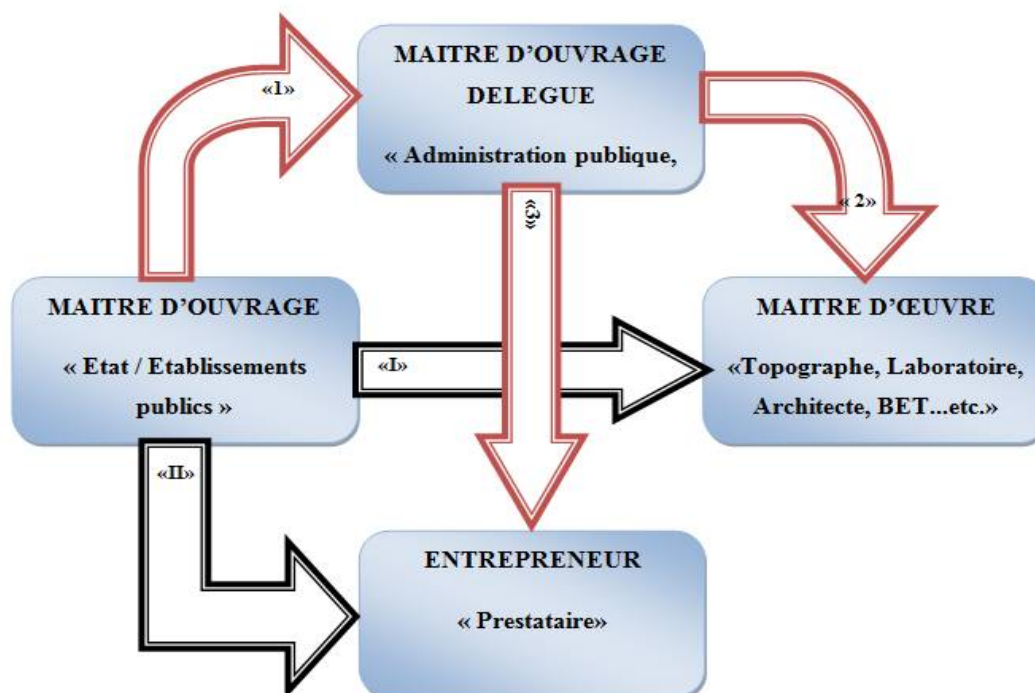 MAITRE D’OUVRAGE
DELEGUE
« Administration publique,
«1»
« 2»
«3»
MAITRE D’OUVRAGE
« Etat / Etablissements
publics »
«I»
MAITRE D’ŒUVRE
«Topographe, Laboratoire,
Architecte, BET...etc.»
«II»
ENTREPRENEUR
« Prestataire»